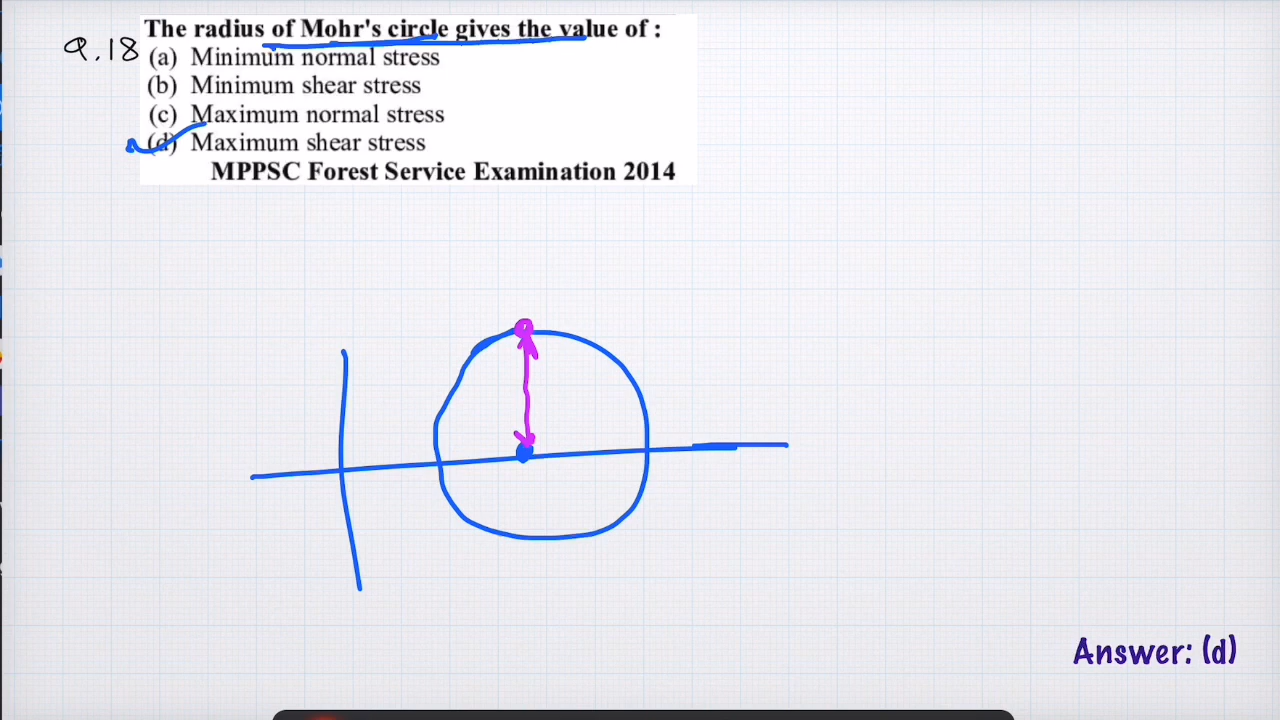 The radius of Mohr's circle gives the value of :
Q.18
(a) Minimum normal stress
(b) Minimum shear stress
(c) Maximum normal stress
(d) Maximum shear stress
MPPSC Forest Service Examination 2014
Answer: (d)